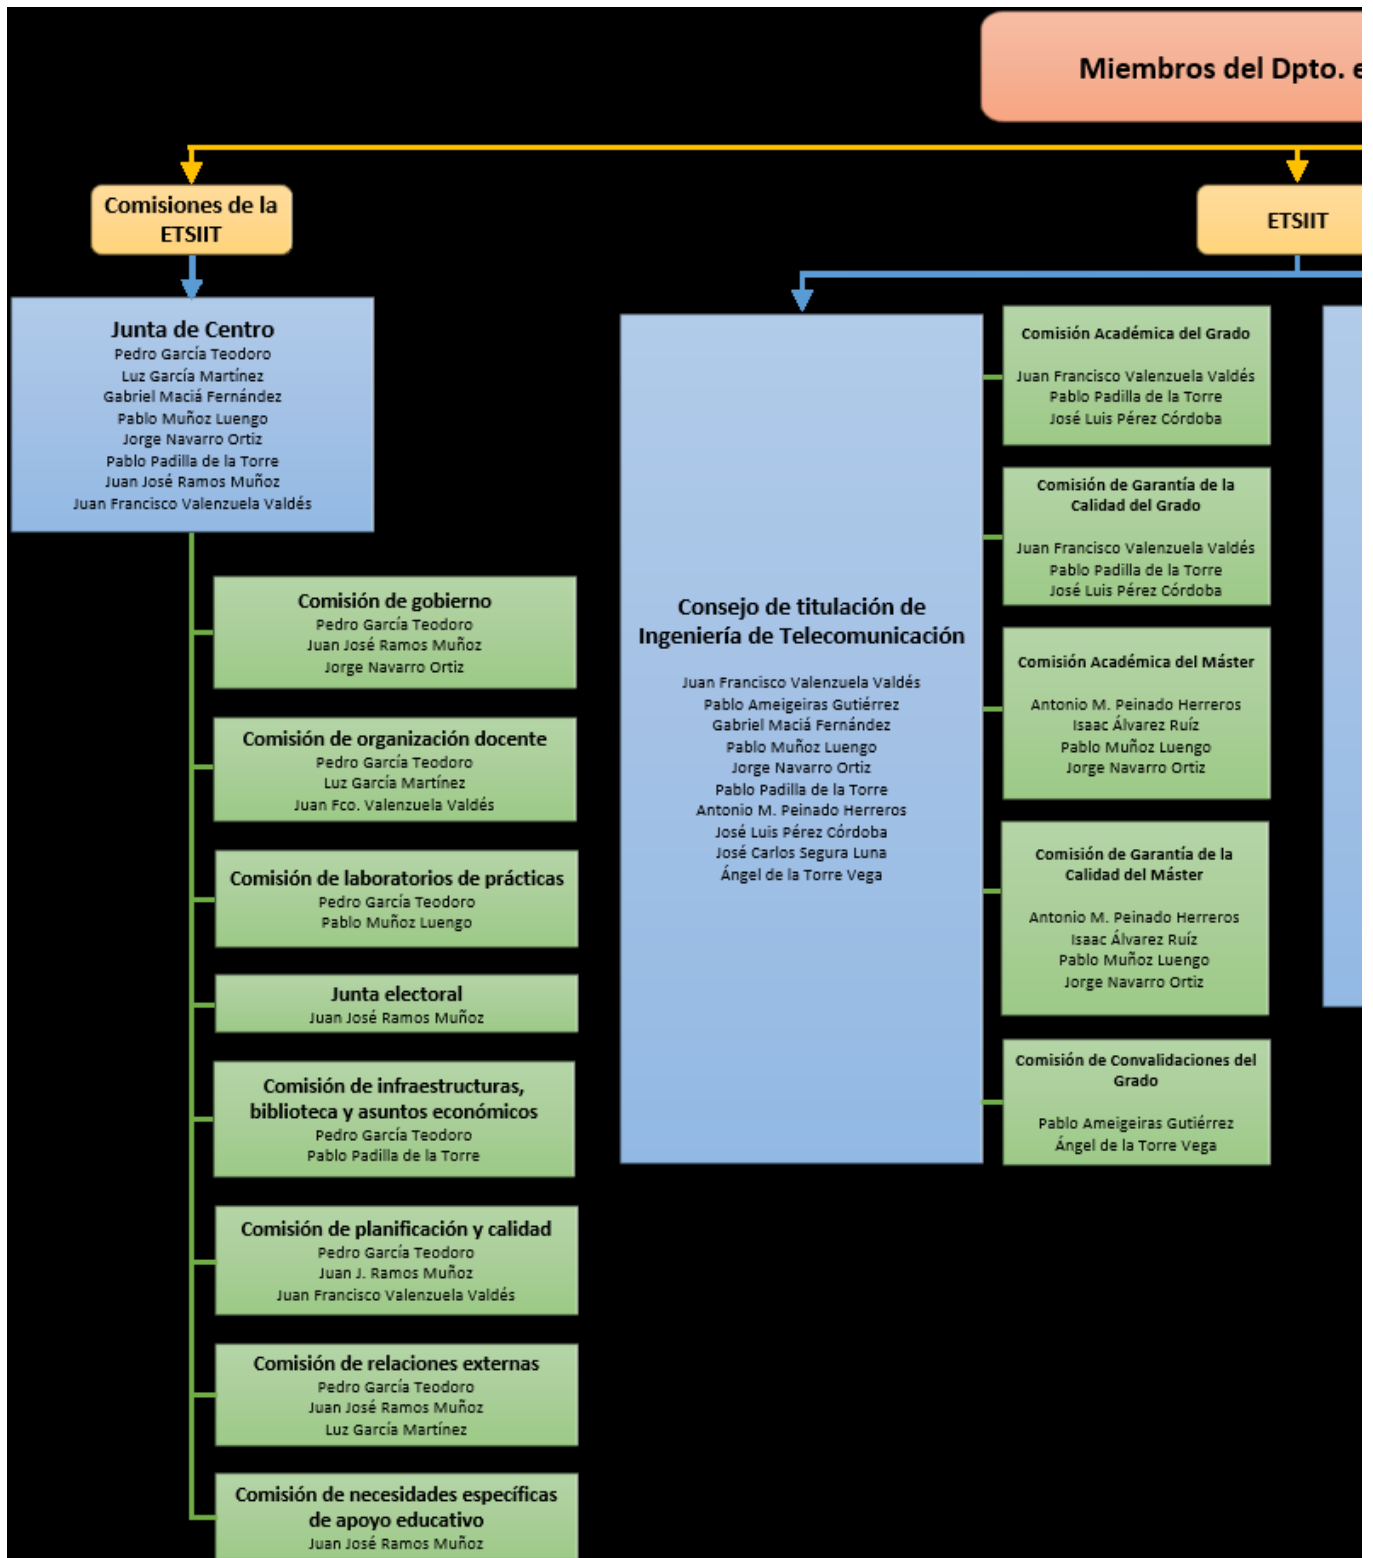 Miembros del Dpto. e
Comisiones de la
ETSIIT
Junta de Centro
Pedro García Teodoro
Luz García Martínez
Gabriel Maciá Fernández
Pablo Muñoz Luengo
Jorge Navarro Ortiz
Pablo Padilla de la Torre
Juan José Ramos Muñoz
Juan Francisco Valenzuela Valdés
Comisión de gobierno
Pedro García Teodoro
Juan José Ramos Muñoz
Jorge Navarro Ortiz
Comisión de organización docente
Pedro García Teodoro
Luz García Martínez
Juan Fco. Valenzuela Valdés
Comisión de laboratorios de prácticas
Pedro García Teodoro
Pablo Muñoz Luengo
Junta electoral
Juan José Ramos Muñoz
Comisión de infraestructuras,
biblioteca y asuntos económicos
Pedro García Teodoro
Pablo Padilla de la Torre
Comisión de planificación y calidad
Pedro García Teodoro
Juan J. Ramos Muñoz
Juan Francisco Valenzuela Valdés
Comisión de relaciones externas
Pedro García Teodoro
Juan José Ramos Muñoz
Luz García Martínez
Comisión de necesidades específicas
de apoyo educativo
Juan José Ramos Muñoz
ETSIIT
Consejo de titulación de
Ingeniería de Telecomunicación
Juan Francisco Valenzuela Valdés
Pablo Ameigeiras Gutiérrez
Gabriel Maciá Fernández
Pablo Muñoz Luengo
Jorge Navarro Ortiz
Pablo Padilla de la Torre
Antonio M. Peinado Herreros
José Luis Pérez Córdoba
José Carlos Segura Luna
Ángel de la Torre Vega
Comisión Académica del Grado
Juan Francisco Valenzuela Valdés
Pablo Padilla de la Torre
José Luis Pérez Córdoba
Comisión de Garantía de la
Calidad del Grado
Juan Francisco Valenzuela Valdés
Pablo Padilla de la Torre
José Luis Pérez Córdoba
Comisión Académica del Máster
Antonio M. Peinado Herreros
Isaac Álvarez Ruíz
Pablo Muñoz Luengo
Jorge Navarro Ortiz
Comisión de Garantía de la
Calidad del Máster
Antonio M. Peinado Herreros
Isaac Álvarez Ruíz
Pablo Muñoz Luengo
Jorge Navarro Ortiz
Comisión de Convalidaciones del
Grado
Pablo Ameigeiras Gutiérrez
Ángel de la Torre Vega